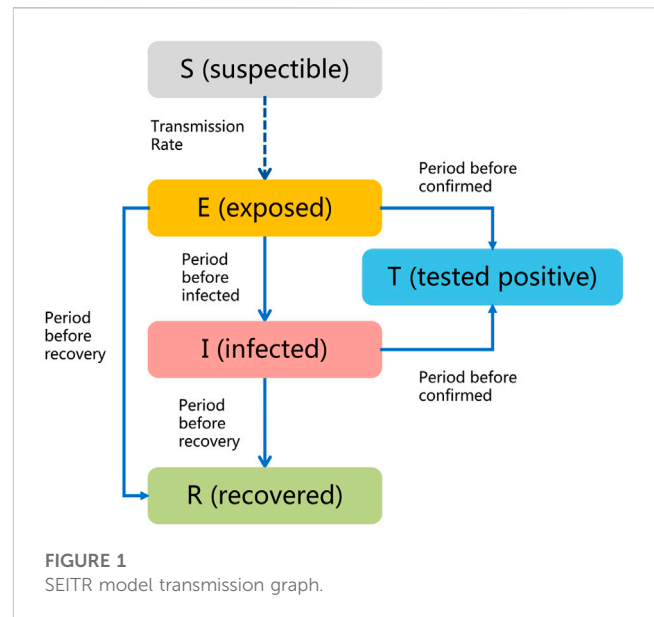 S (suspectible)
Transmission
Rate
Period before
confirmed
E (exposed)
Period
before
infected
T (tested positive)
Period
before
recovery
I (infected)
Period before
confirmed
Period
before
recovery
R (recovered)
FIGURE 1
SEITR model transmission graph.